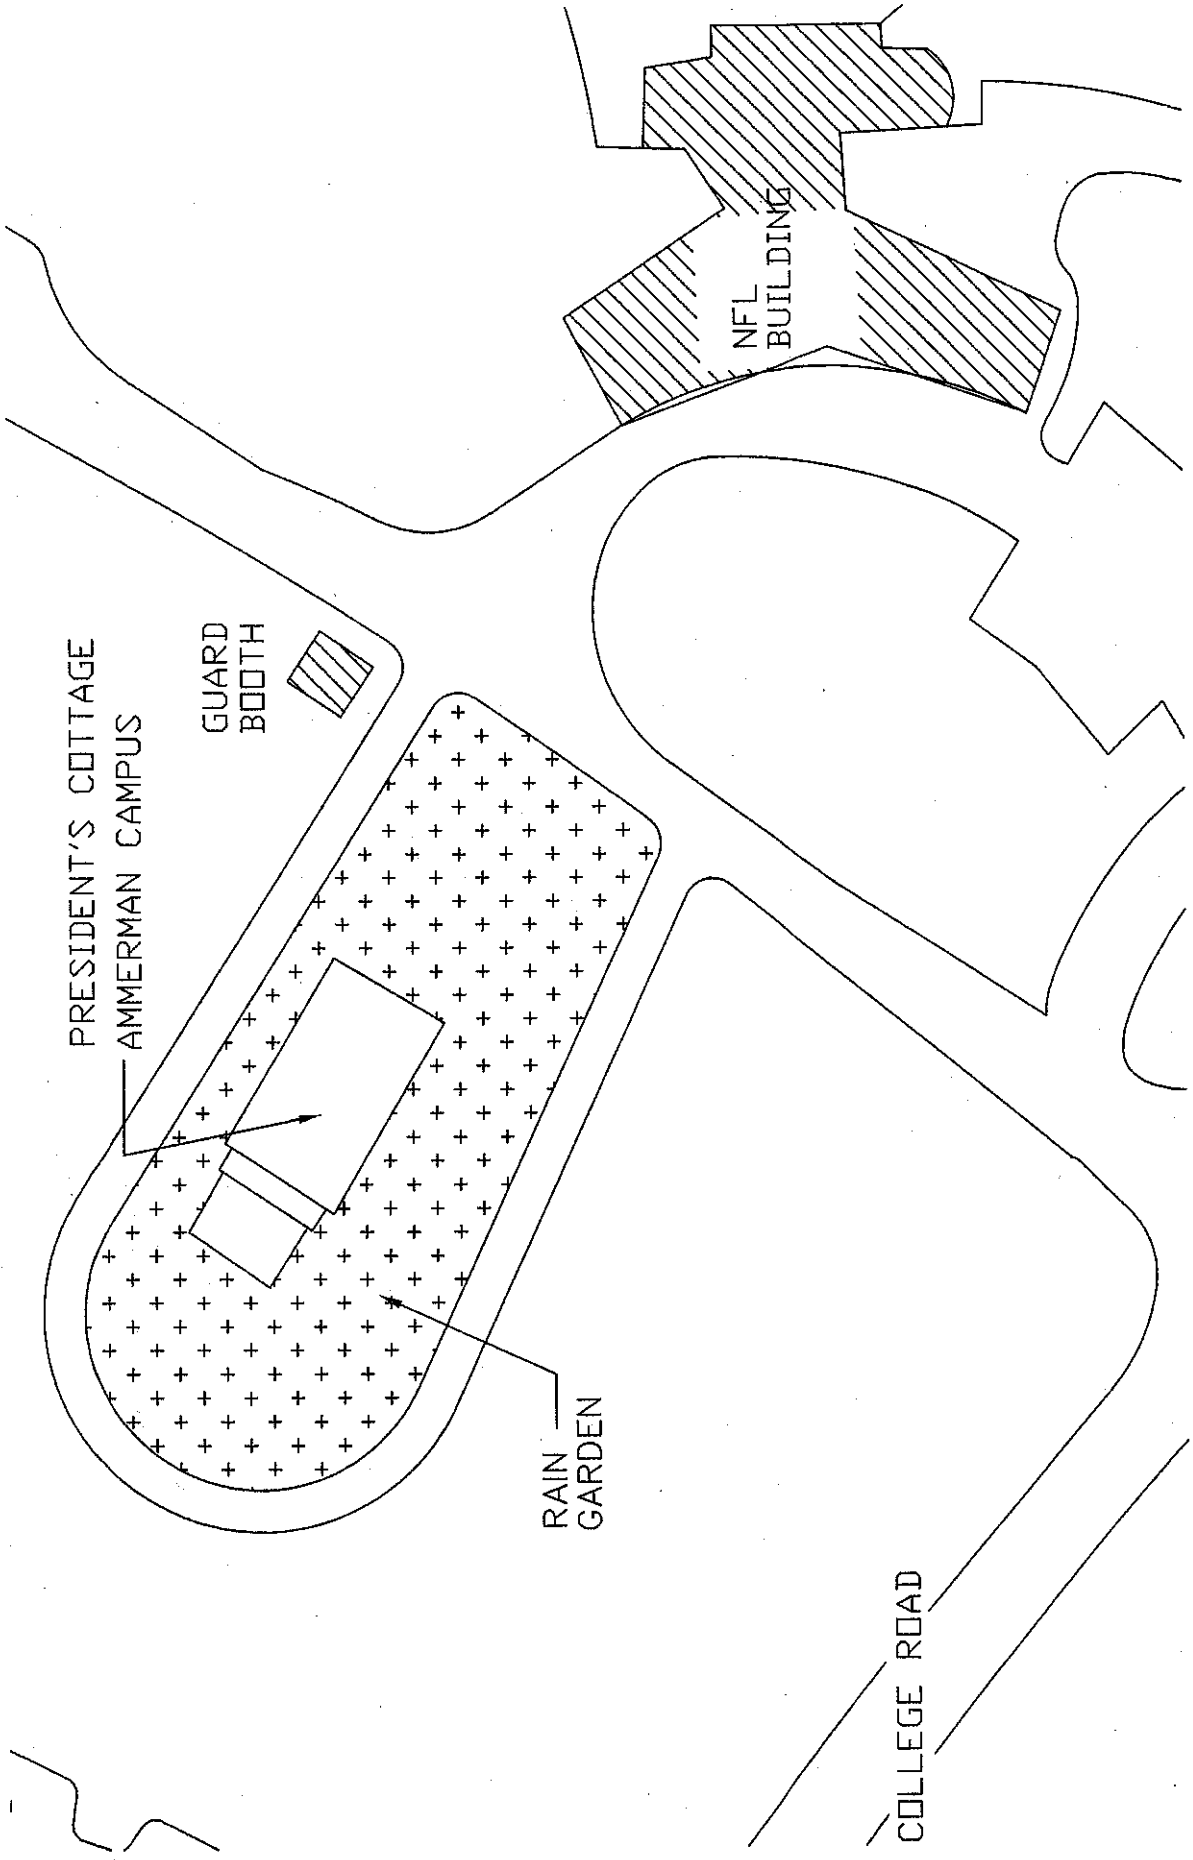 PRESIDENT'S COTTAGE
AMMERMAN CAMPUS
GUARD
BOOTH
NFL
BUILDING
RAIN
GARDEN
COLLEGE ROAD